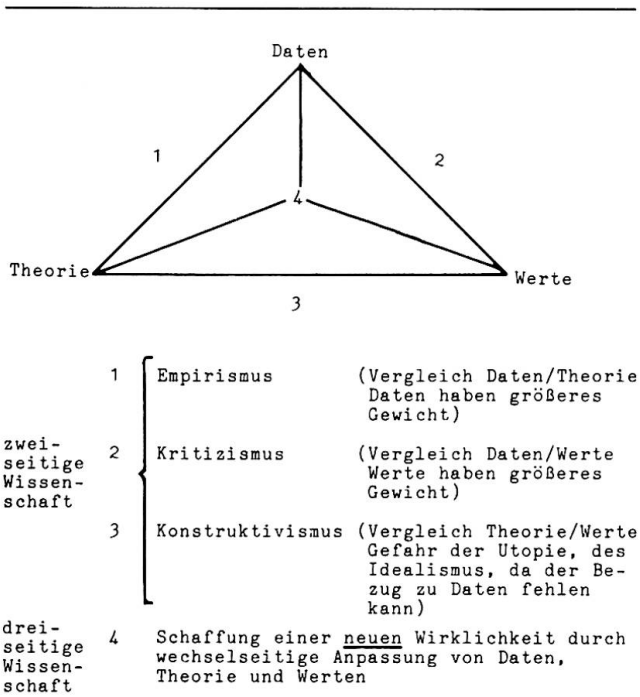 Daten
1
2
4
Theorie
Werte
3
1 Empirismus (Vergleich Daten/Theorie
Daten haben größeres
Gewicht)
zwei-
seitige
Wissen-
schaft
2 Kritizismus (Vergleich Daten/Werte
Werte haben größeres
Gewicht)
3 Konstruktivismus (Vergleich Theorie/Werte
Gefahr der Utopie, des
Idealismus, da der Be-
zug zu Daten fehlen
kann)
drei-
seitige
Wissen-
schaft
4 Schaffung einer neuen Wirklichkeit durch
wechselseitige Anpassung von Daten,
Theorie und Werten